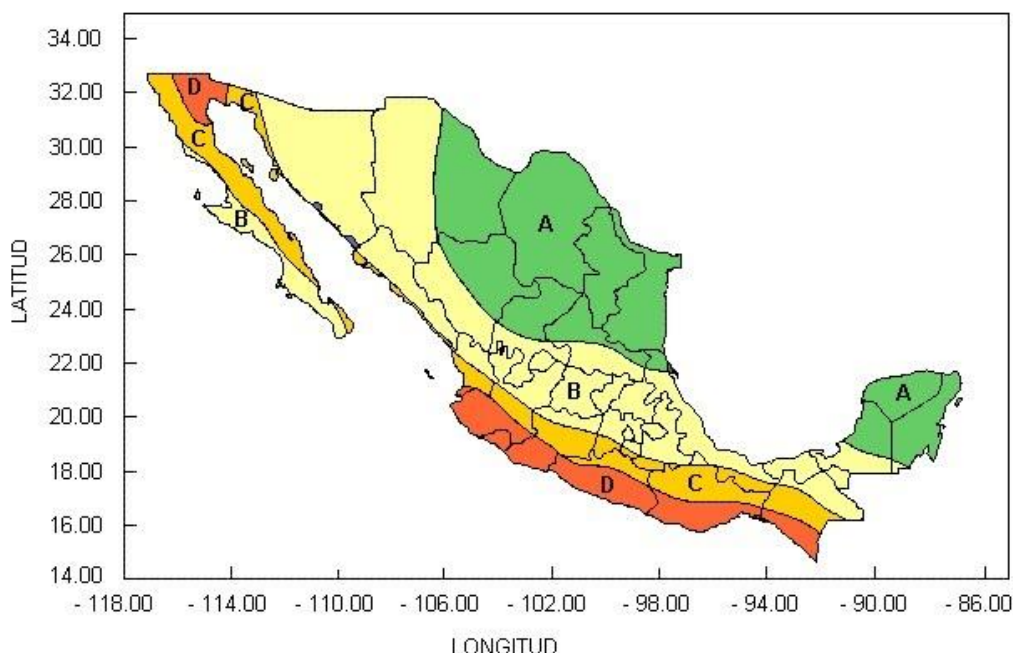 34.00
32.00
30.00
28.00
26.00
24.00
22.00
20.00
18.00
16.00
14.00
LATITUD
D
C
C
B
A
B
A
C
D
- 118.00 - 114.00 - 110.00 - 106.00 - 102.00 - 98.00 - 94.00 - 90.00 - 86.00
LONGITUD